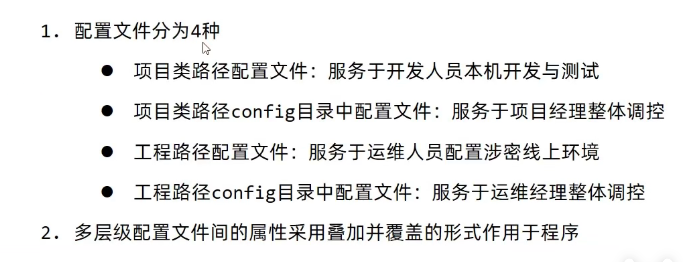 1. 配置文件分为4种
● 项目类路径配置文件：服务于开发人员本机开发与测试
● 项目类路径config目录中配置文件：服务于项目经理整体调控
● 工程路径配置文件：服务于运维人员配置涉密线上环境
● 工程路径config目录中配置文件：服务于运维经理整体调控
2. 多层级配置文件间的属性采用叠加并覆盖的形式作用于程序